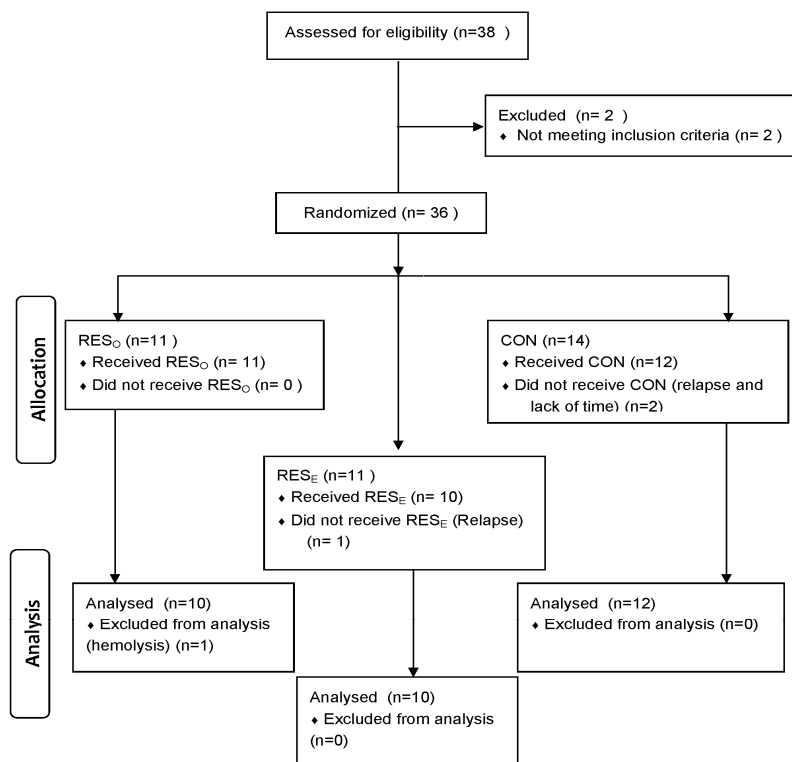 Assessed for eligibility (n=38 )
Excluded (n= 2 )
♦ Not meeting inclusion criteria (n= 2 )
Randomized (n= 36 )
Allocation
RESO (n=11)
♦ Received RESO (n= 11)
♦ Did not receive RESO (n= 0 )
CON (n=14)
♦ Received CON (n=12)
♦ Did not receive CON (relapse and
lack of time) (n=2)
RESE (n=11 )
♦ Received RESE (n= 10)
♦ Did not receive RESE (Relapse)
(n= 1)
Analysis
Analysed (n=10)
♦ Excluded from analysis
(hemolysis) (n=1)
Analysed (n=12)
♦ Excluded from analysis (n=0)
Analysed (n=10)
♦ Excluded from analysis
(n=0)